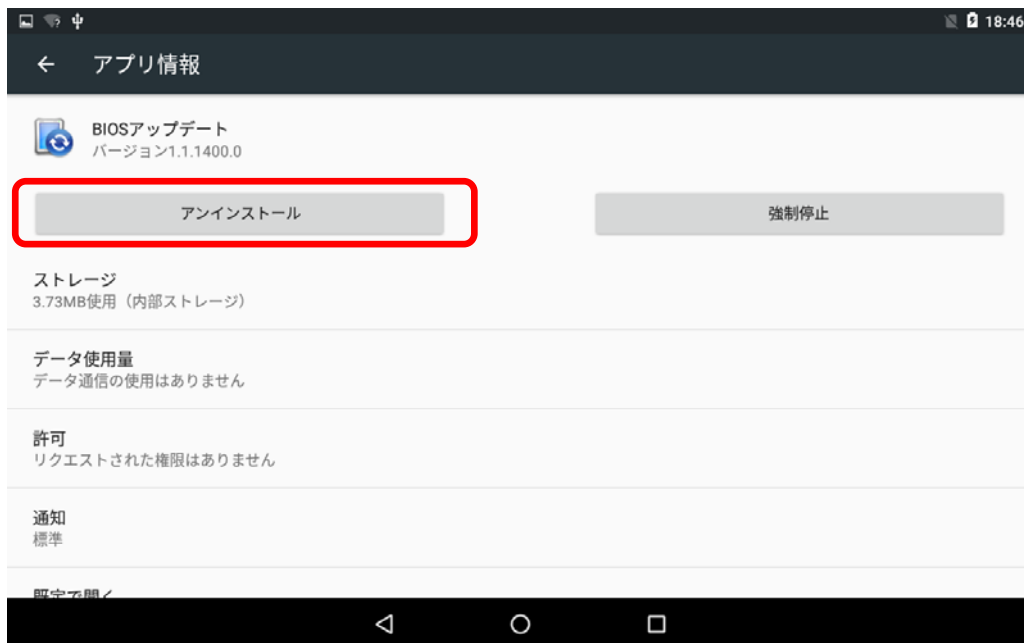 18:46
アプリ情報
BIOSアップデート
バージョン1.1.1400.0
アンインストール
強制停止
ストレージ
3.73MB使用（内部ストレージ）
データ使用量
データ通信の使用はありません
許可
リクエストされた権限はありません
通知
標準
既定で開く